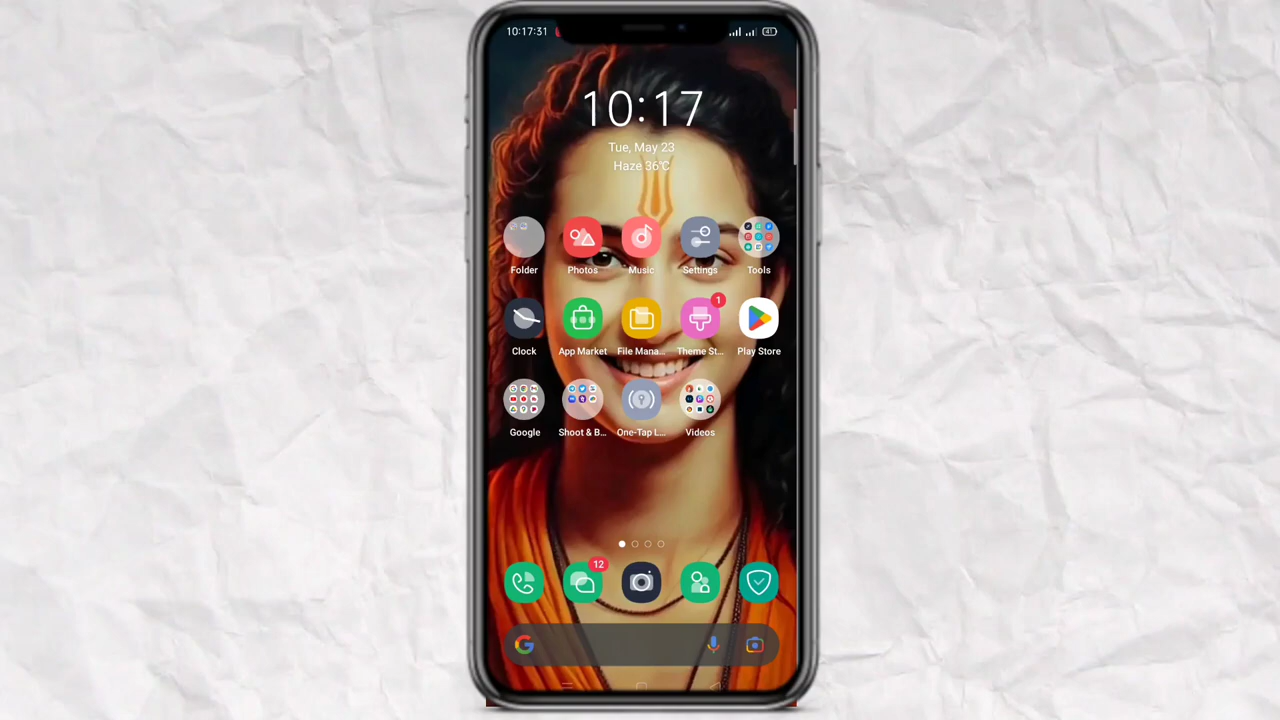 10:17:31
41
10:17
Tue, May 23
Haze 36℃
Folder Photos Music Settings Tools
1
Clock App Market File Mana... Theme St... Play Store
Google Shoot & B... One-Tap L... Videos
12